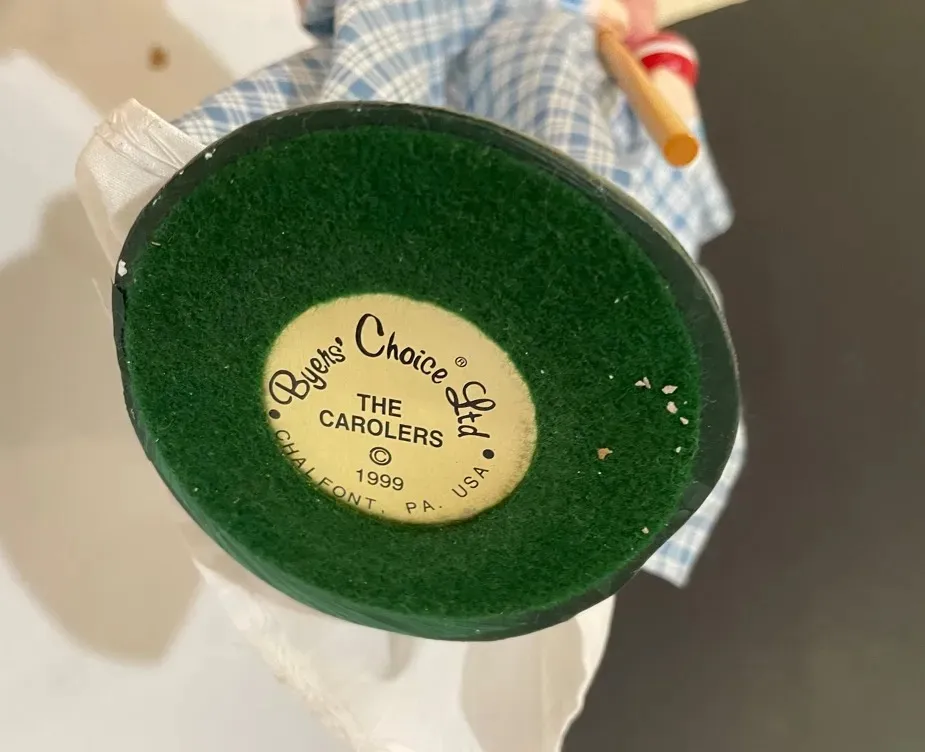 Byers' Choice® Ltd
THE
CAROLERS
©
1999
• CHALFONT, PA. USA •